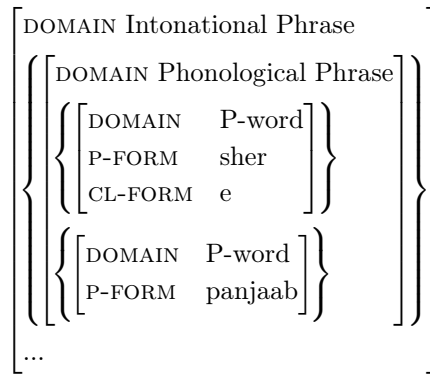 DOMAIN Intonational Phrase
DOMAIN Phonological Phrase
DOMAIN P-word
P-FORM sher
CL-FORM e
DOMAIN P-word
P-FORM panjaab
...